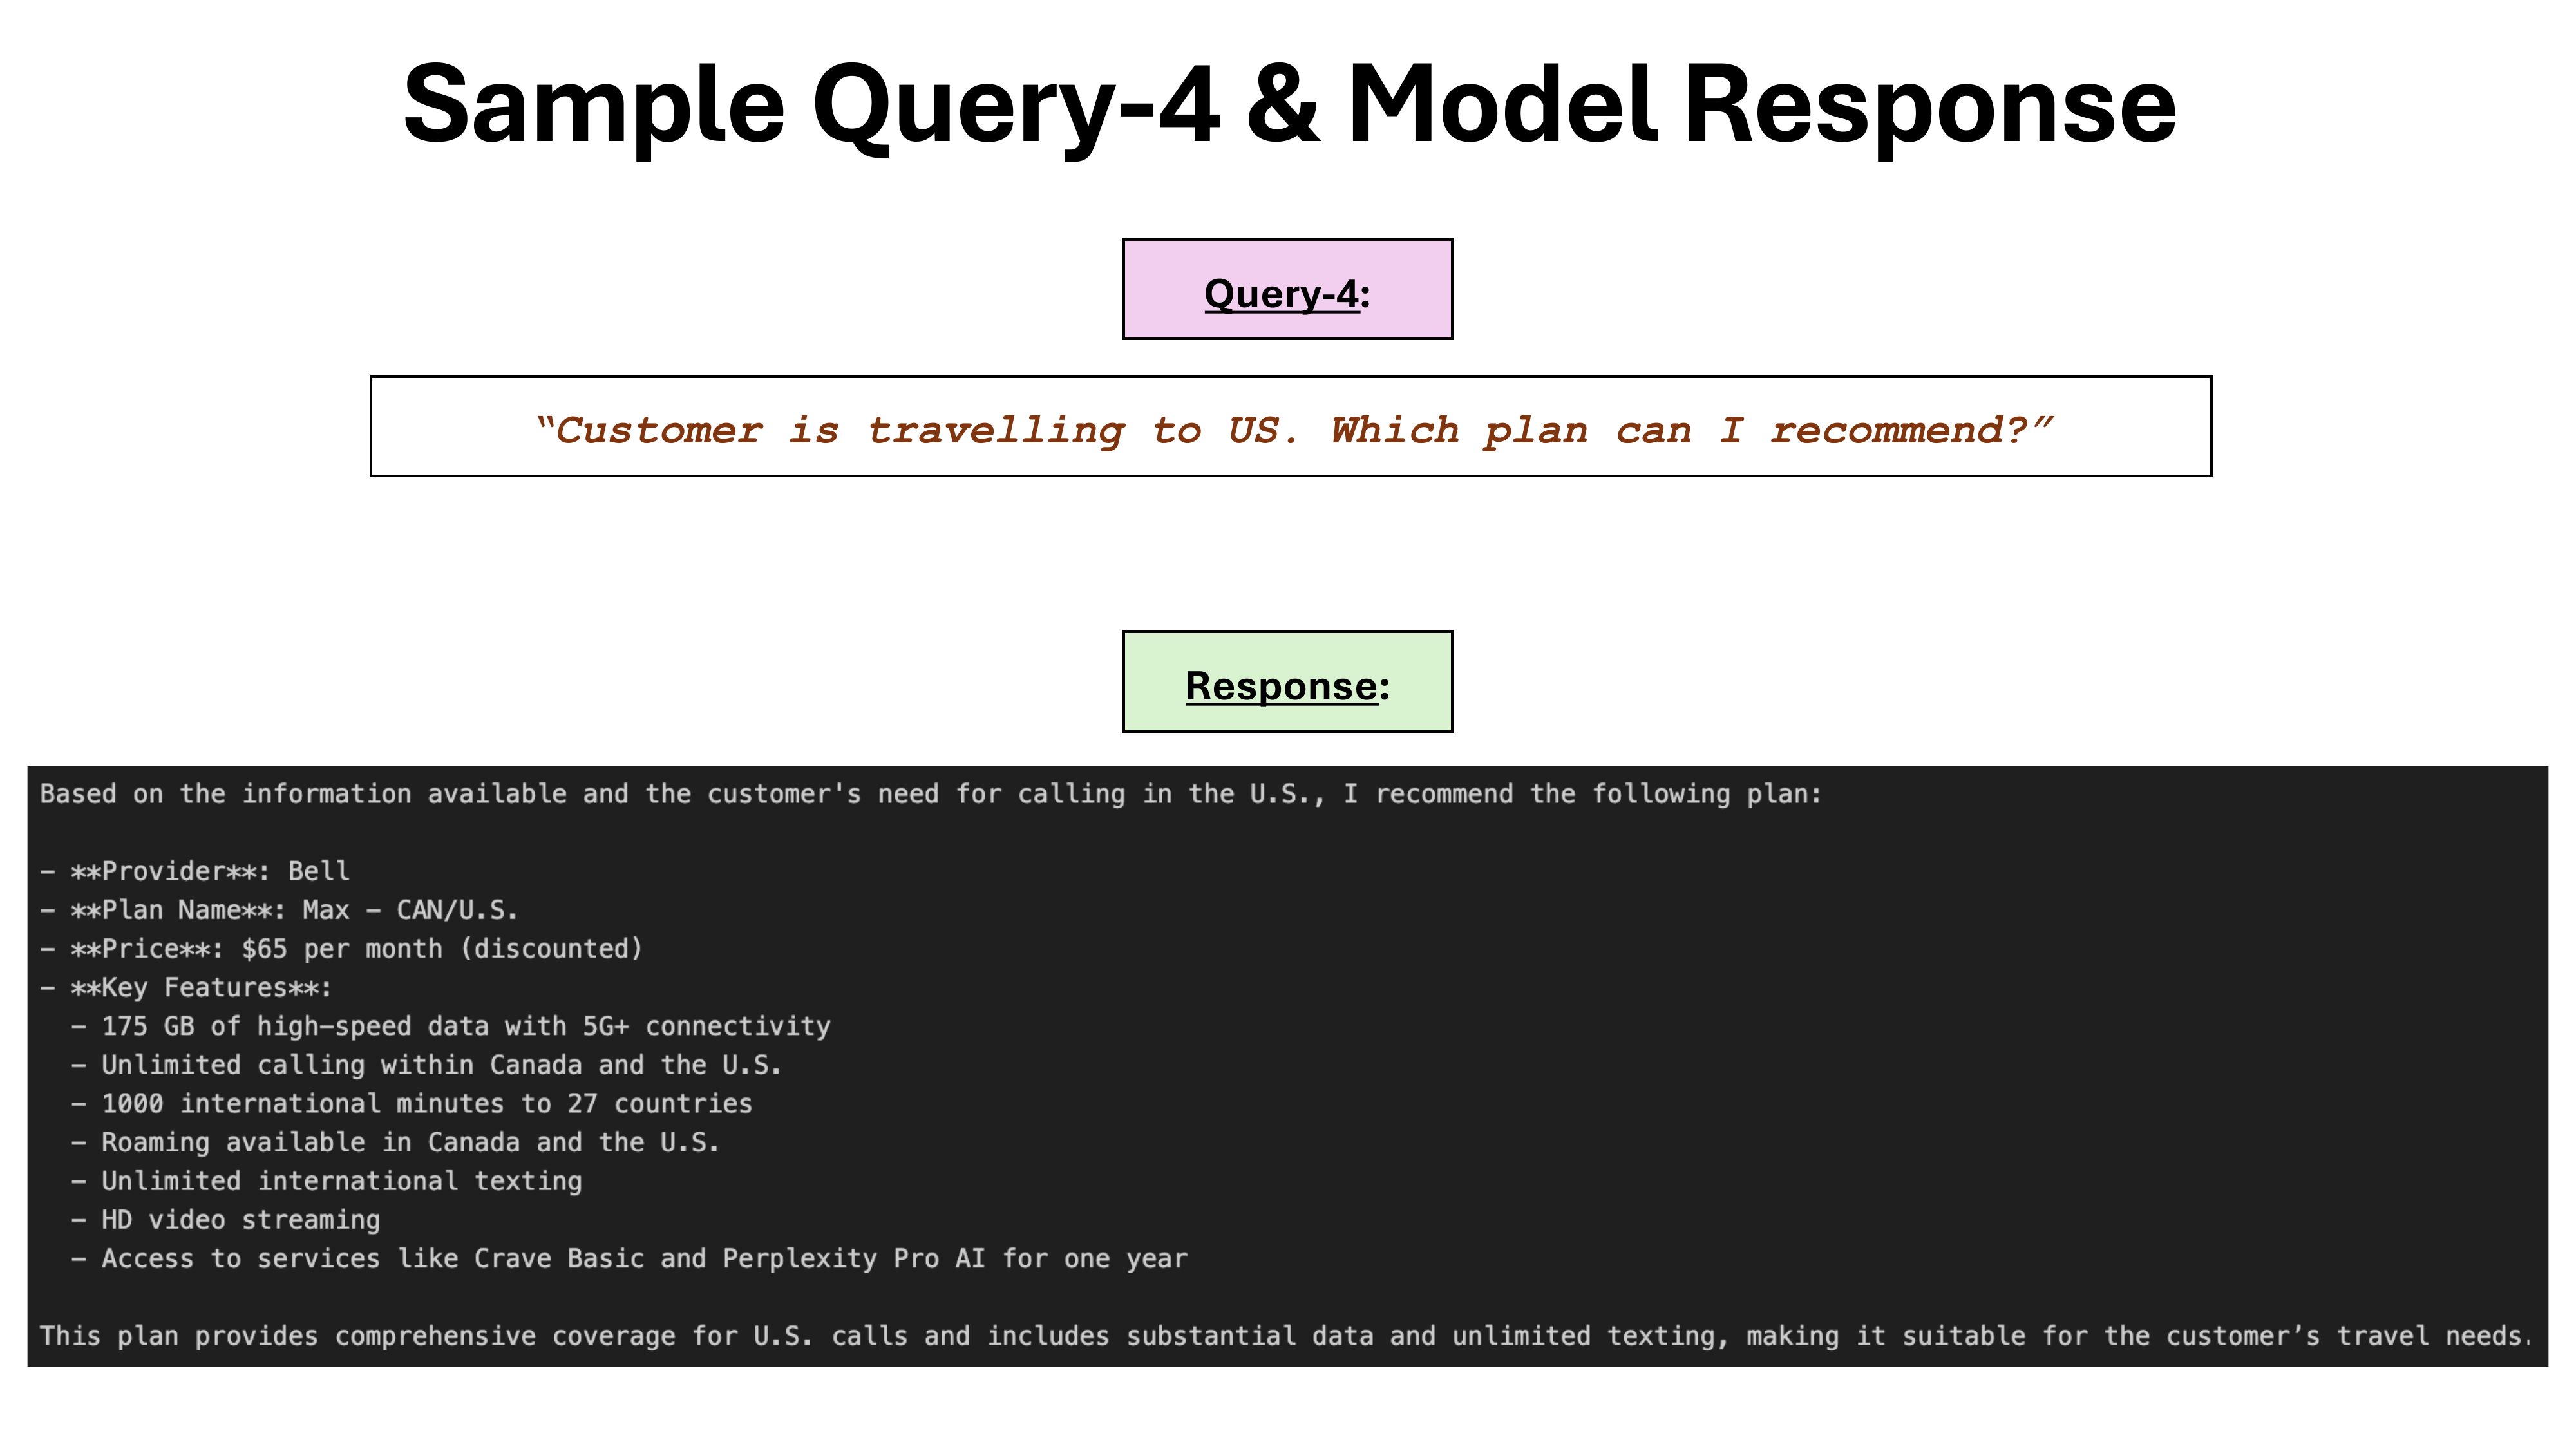 Sample Query-4 & Model Response
Query-4:
“Customer is travelling to US. Which plan can I recommend?”
Response:
Based on the information available and the customer's need for calling in the U.S., I recommend the following plan:
- **Provider**: Bell
- **Plan Name**: Max - CAN/U.S.
- **Price**: $65 per month (discounted)
- **Key Features**:
  - 175 GB of high-speed data with 5G+ connectivity
  - Unlimited calling within Canada and the U.S.
  - 1000 international minutes to 27 countries
  - Roaming available in Canada and the U.S.
  - Unlimited international texting
  - HD video streaming
  - Access to services like Crave Basic and Perplexity Pro AI for one year
This plan provides comprehensive coverage for U.S. calls and includes substantial data and unlimited texting, making it suitable for the customer’s travel needs.